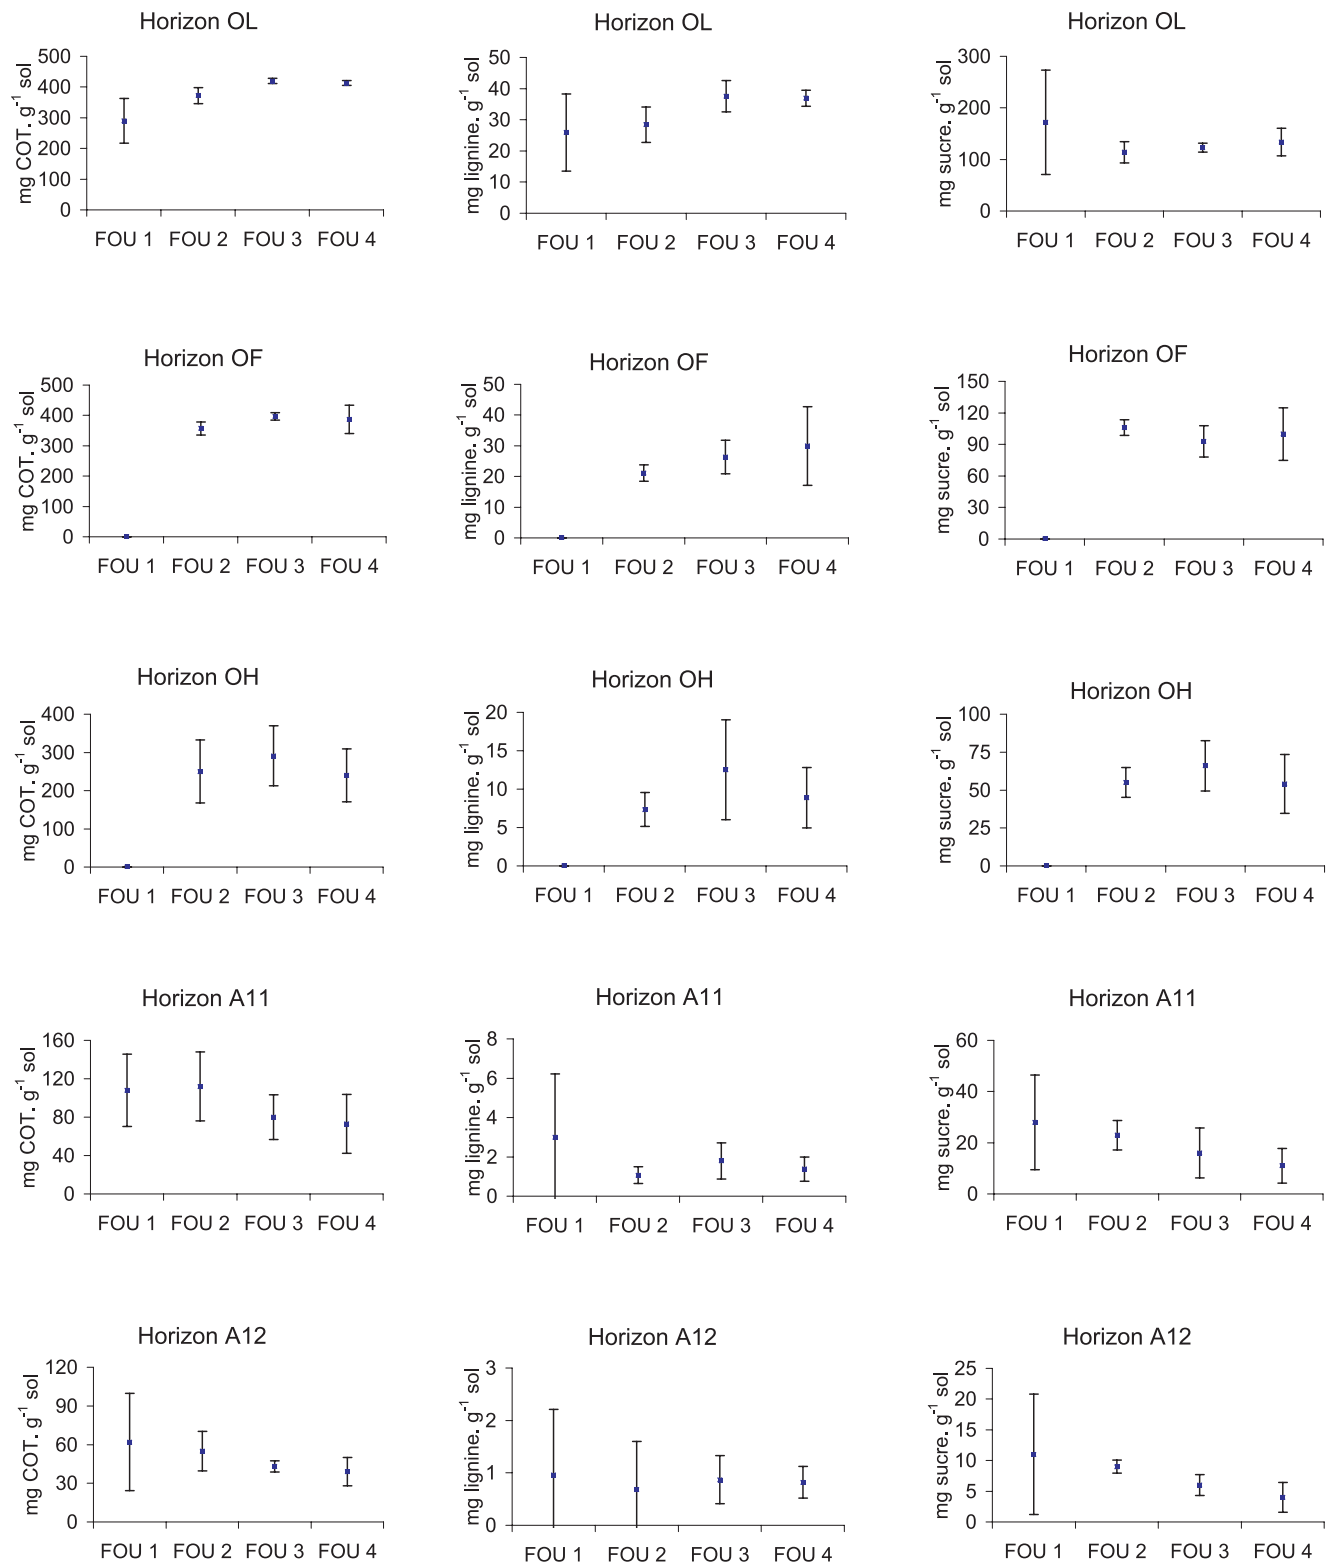 Horizon OL
mg COT. g⁻¹ sol
500
400
300
200
100
0
FOU 1 FOU 2 FOU 3 FOU 4
Horizon OL
mg lignine. g⁻¹ sol
50
40
30
20
10
0
FOU 1 FOU 2 FOU 3 FOU 4
Horizon OL
mg sucre. g⁻¹ sol
300
200
100
0
FOU 1 FOU 2 FOU 3 FOU 4
Horizon OF
mg COT. g⁻¹ sol
500
400
300
200
100
0
FOU 1 FOU 2 FOU 3 FOU 4
Horizon OF
mg lignine. g⁻¹ sol
50
40
30
20
10
0
FOU 1 FOU 2 FOU 3 FOU 4
Horizon OF
mg sucre. g⁻¹ sol
150
120
90
60
30
0
FOU 1 FOU 2 FOU 3 FOU 4
Horizon OH
mg COT. g⁻¹ sol
400
300
200
100
0
FOU 1 FOU 2 FOU 3 FOU 4
Horizon OH
mg lignine. g⁻¹ sol
20
15
10
5
0
FOU 1 FOU 2 FOU 3 FOU 4
Horizon OH
mg sucre. g⁻¹ sol
100
75
50
25
0
FOU 1 FOU 2 FOU 3 FOU 4
Horizon A11
mg COT. g⁻¹ sol
160
120
80
40
0
FOU 1 FOU 2 FOU 3 FOU 4
Horizon A11
mg lignine. g⁻¹ sol
8
6
4
2
0
FOU 1 FOU 2 FOU 3 FOU 4
Horizon A11
mg sucre. g⁻¹ sol
60
40
20
0
FOU 1 FOU 2 FOU 3 FOU 4
Horizon A12
mg COT. g⁻¹ sol
120
90
60
30
0
FOU 1 FOU 2 FOU 3 FOU 4
Horizon A12
mg lignine. g⁻¹ sol
3
2
1
0
FOU 1 FOU 2 FOU 3 FOU 4
Horizon A12
mg sucre. g⁻¹ sol
25
20
15
10
5
0
FOU 1 FOU 2 FOU 3 FOU 4